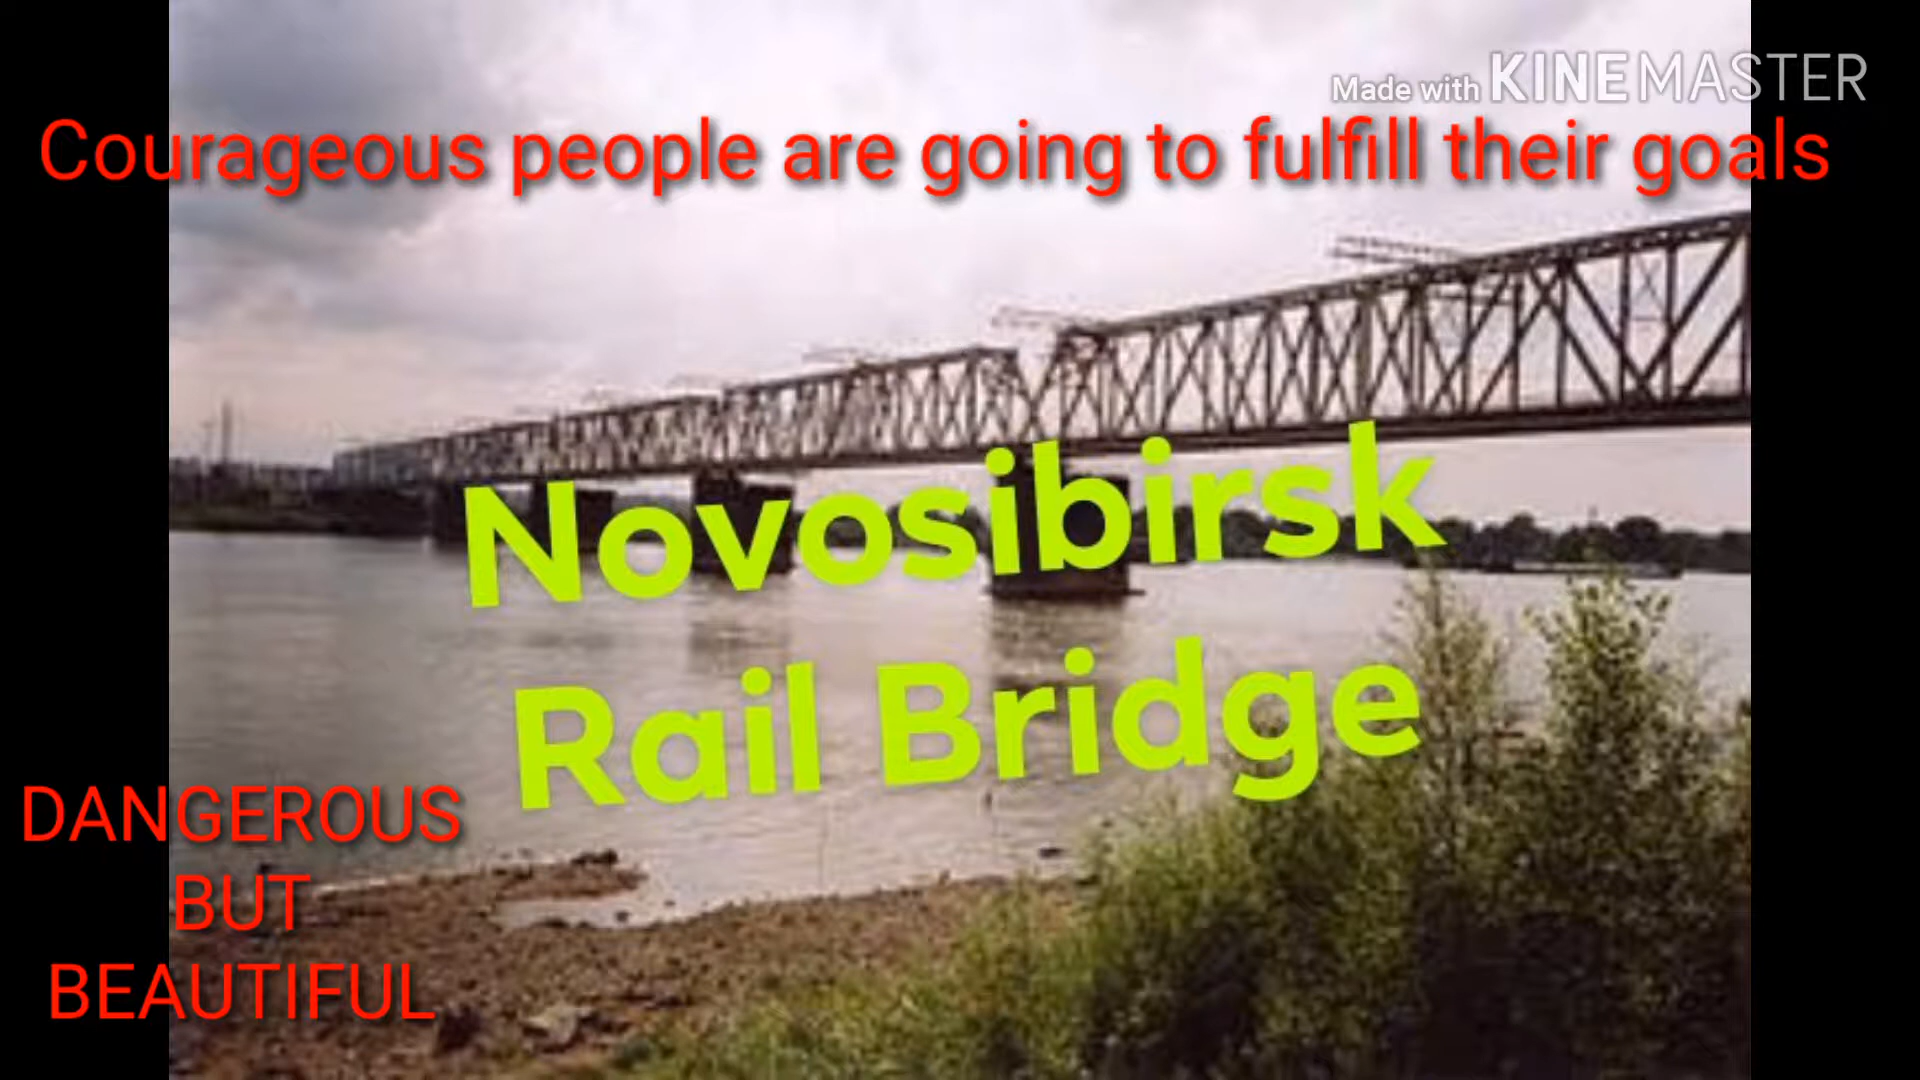 Made with KINEMASTER
Courageous people are going to fulfill their goals
Novosibirsk
Rail Bridge
DANGEROUS
BUT
BEAUTIFUL